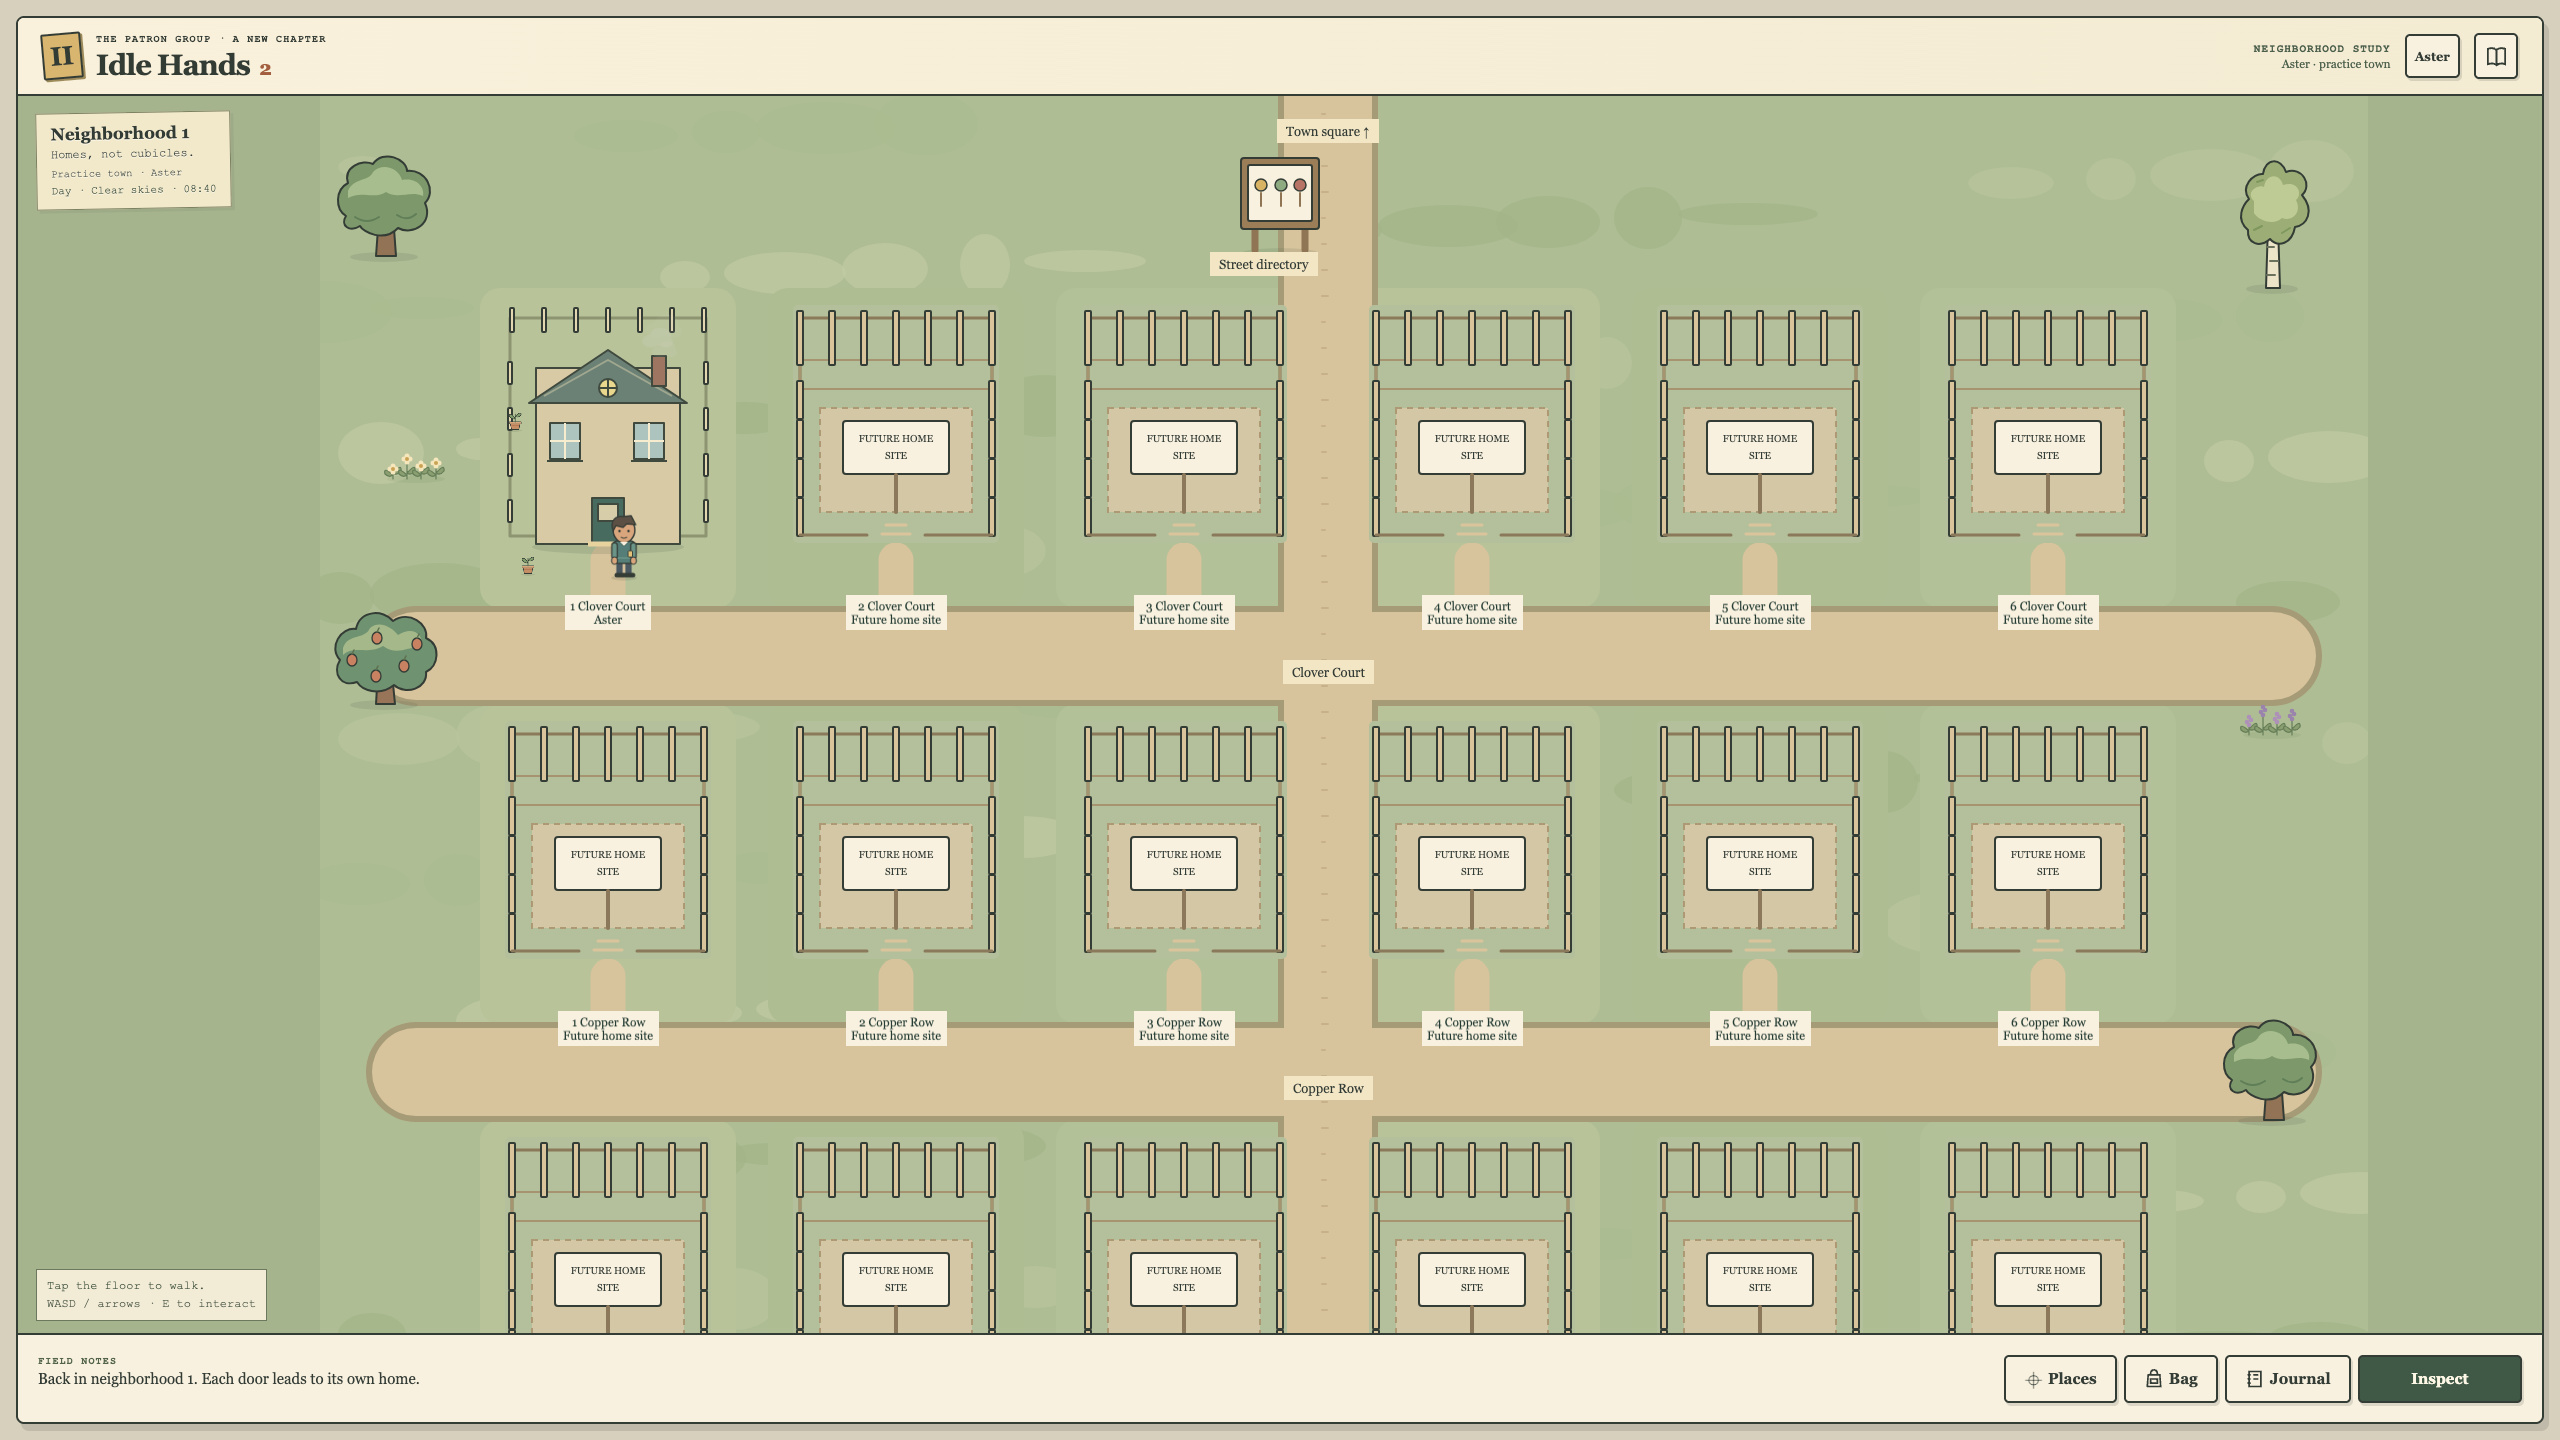 II
THE PATRON GROUP · A NEW CHAPTER
Idle Hands 2
NEIGHBORHOOD STUDY
Aster · practice town
Aster
Neighborhood 1
Homes, not cubicles.
Practice town · Aster
Day · Clear skies · 08:40
Town square ↑
Street directory
FUTURE HOME
SITE
FUTURE HOME
SITE
FUTURE HOME
SITE
FUTURE HOME
SITE
FUTURE HOME
SITE
1 Clover Court
Aster
2 Clover Court
Future home site
3 Clover Court
Future home site
4 Clover Court
Future home site
5 Clover Court
Future home site
6 Clover Court
Future home site
Clover Court
FUTURE HOME
SITE
FUTURE HOME
SITE
FUTURE HOME
SITE
FUTURE HOME
SITE
FUTURE HOME
SITE
FUTURE HOME
SITE
1 Copper Row
Future home site
2 Copper Row
Future home site
3 Copper Row
Future home site
4 Copper Row
Future home site
5 Copper Row
Future home site
6 Copper Row
Future home site
Copper Row
FUTURE HOME
SITE
FUTURE HOME
SITE
FUTURE HOME
SITE
FUTURE HOME
SITE
FUTURE HOME
SITE
FUTURE HOME
SITE
Tap the floor to walk.
WASD / arrows · E to interact
FIELD NOTES
Back in neighborhood 1. Each door leads to its own home.
Places
Bag
Journal
Inspect